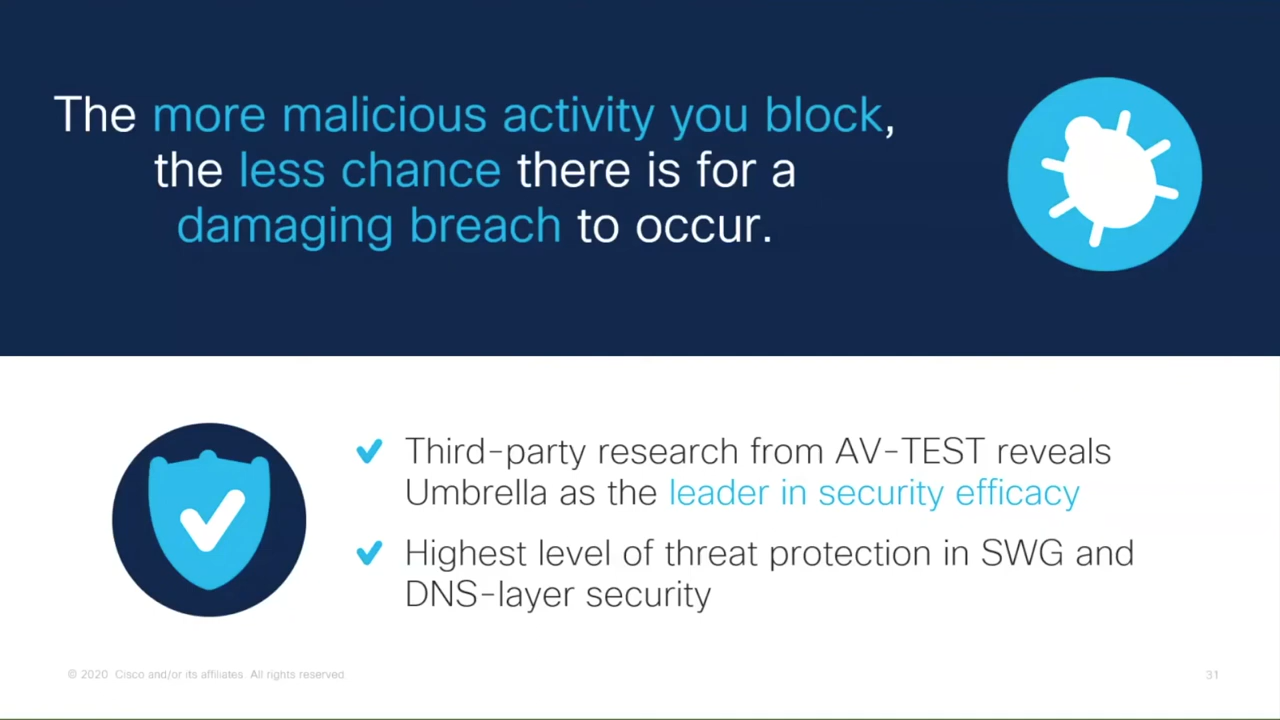 The more malicious activity you block,
the less chance there is for a
damaging breach to occur.
Third-party research from AV-TEST reveals
Umbrella as the leader in security efficacy
Highest level of threat protection in SWG and
DNS-layer security
© 2020 Cisco and/or its affiliates. All rights reserved.
31